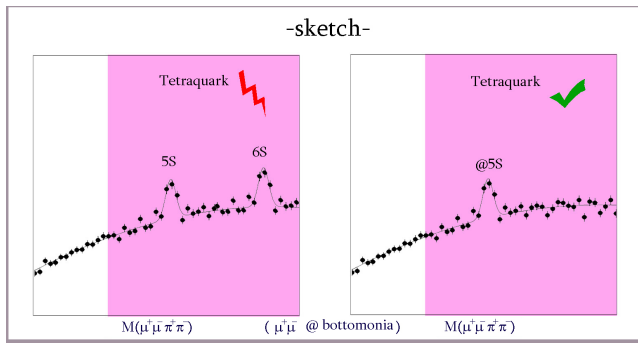 -sketch-
Tetraquark
Tetraquark
5S
6S
@5S
M(μ⁺μ⁻π⁺π⁻)
(μ⁺μ⁻ @ bottomonia)
M(μ⁺μ⁻π⁺π⁻)